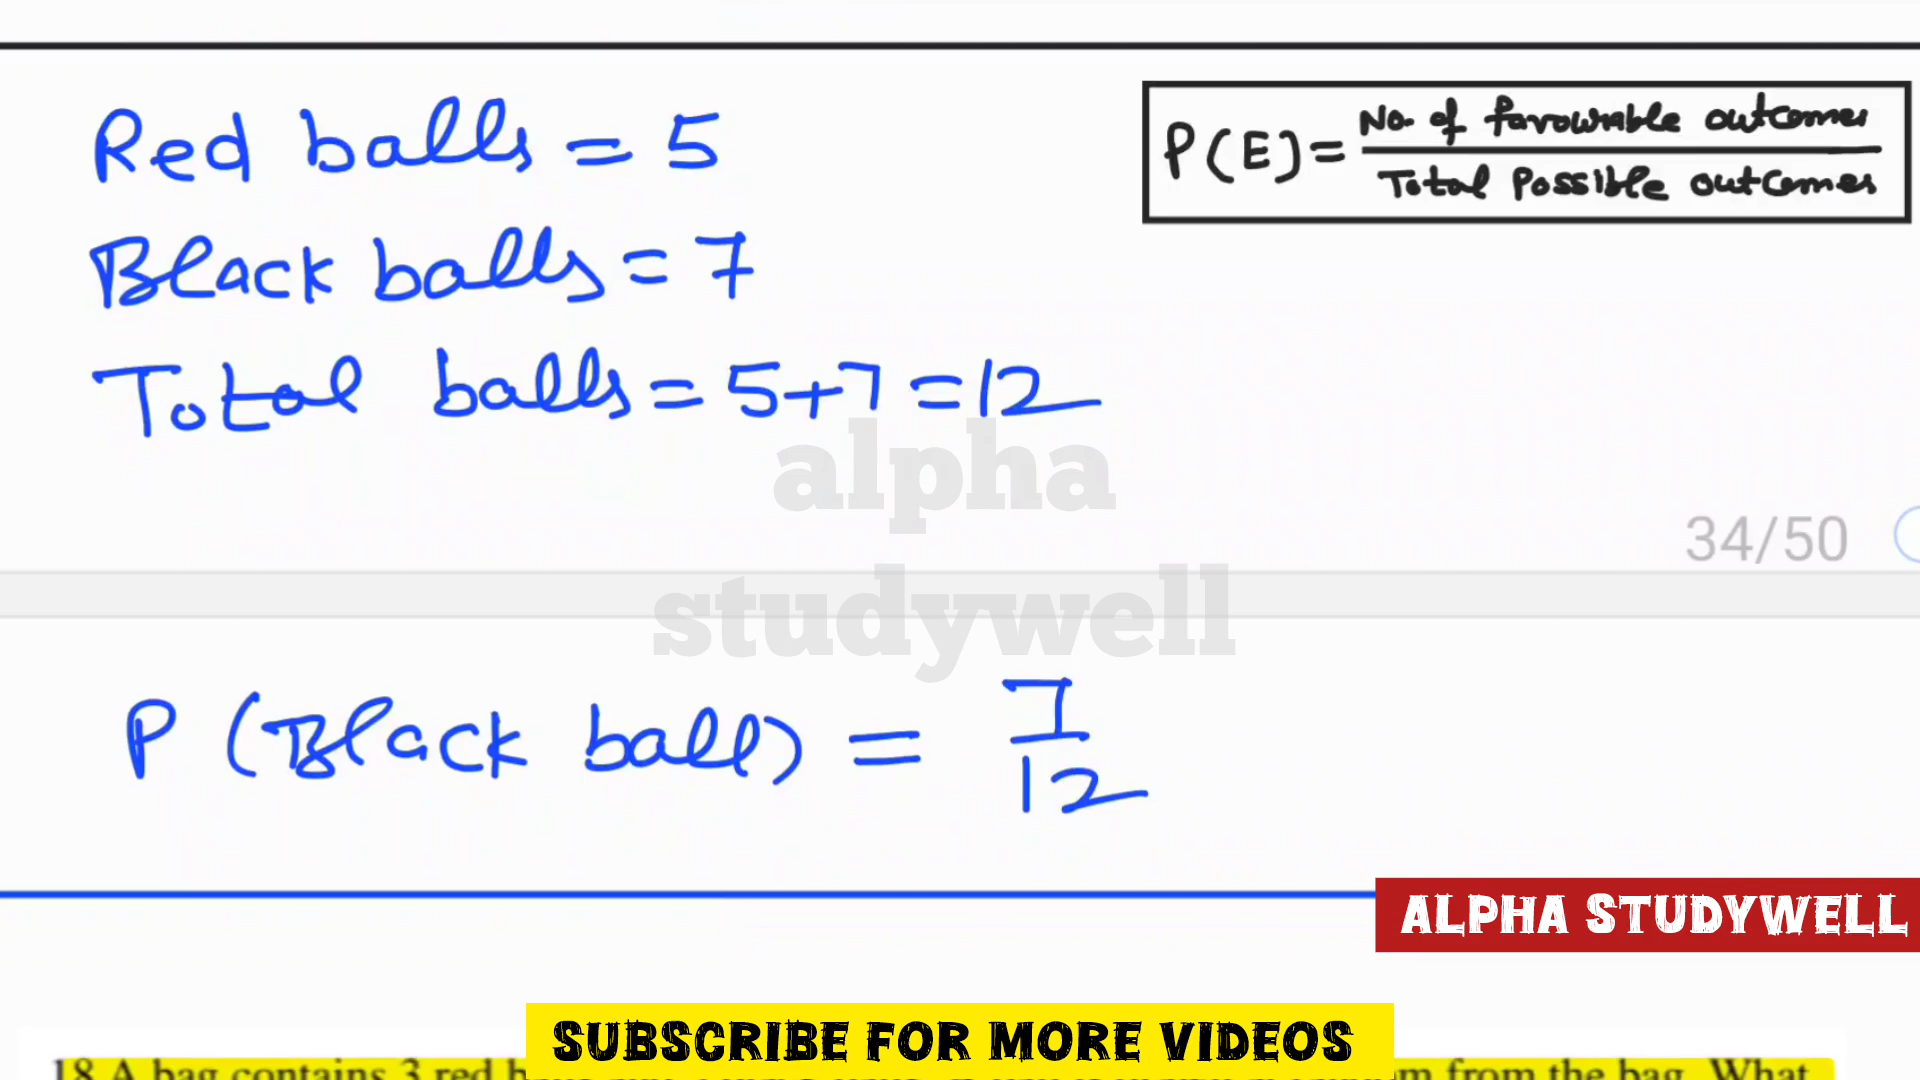 Red balls = 5
P(E) = No. of favourable outcomes / Total Possible outcomes
Black balls = 7
Total balls = 5+7 = 12
alpha
studywell
34/50
P (Black ball) = 7/12
ALPHA STUDYWELL
SUBSCRIBE FOR MORE VIDEOS
18 A bag contains 3 red from the bag. What